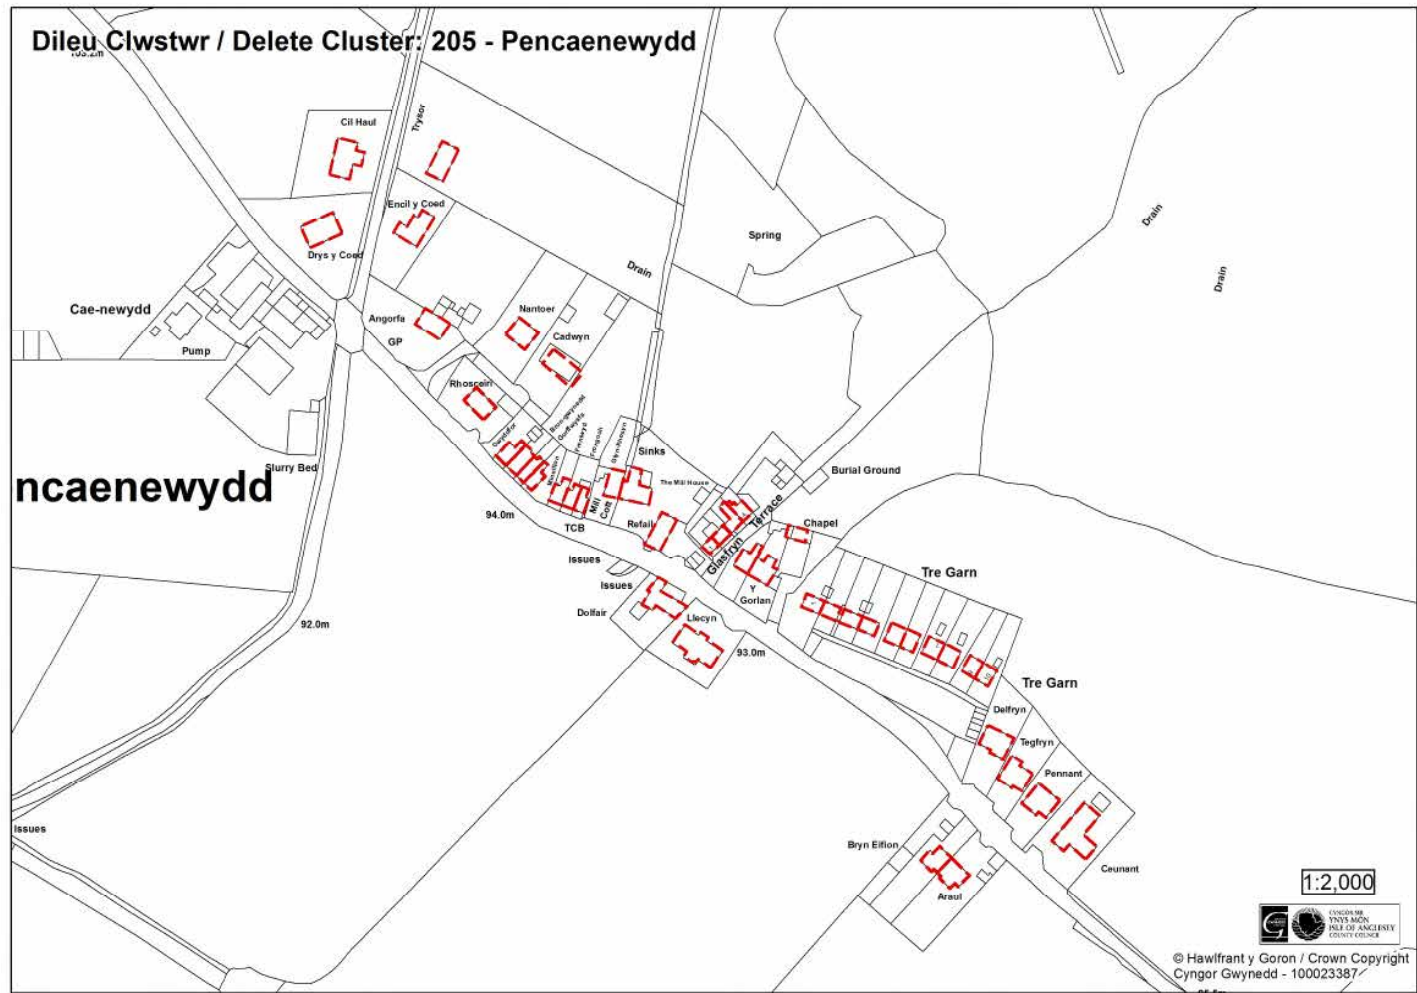 Dileu Clwstwr / Delete Cluster: 205 - Pencaenewydd
Cil Haul
Trysor
Encil y Coed
Drys y Coed
Spring
Drain
Drain
Drain
Cae-newydd
Pump
Angorfa
GP
Nantoer
Cadwyn
Rhosceiri
Slurry Bed
ncaenewydd
Sinks
The Mill House
Burial Ground
94.0m
Mill
Cott
TCB
Refail
Glasfryn Terrace
Chapel
Issues
Issues
Y
Gorlan
Tre Garn
Dolfair
Llecyn
92.0m
93.0m
Tre Garn
Delfryn
Tegfryn
Pennant
Issues
Bryn Eifion
Araul
Ceunant
1:2,000
CYNGOR SIR
YNYS MÔN
ISLE OF ANGLESEY
COUNTY COUNCIL
© Hawlfraint y Goron / Crown Copyright
Cyngor Gwynedd - 100023387